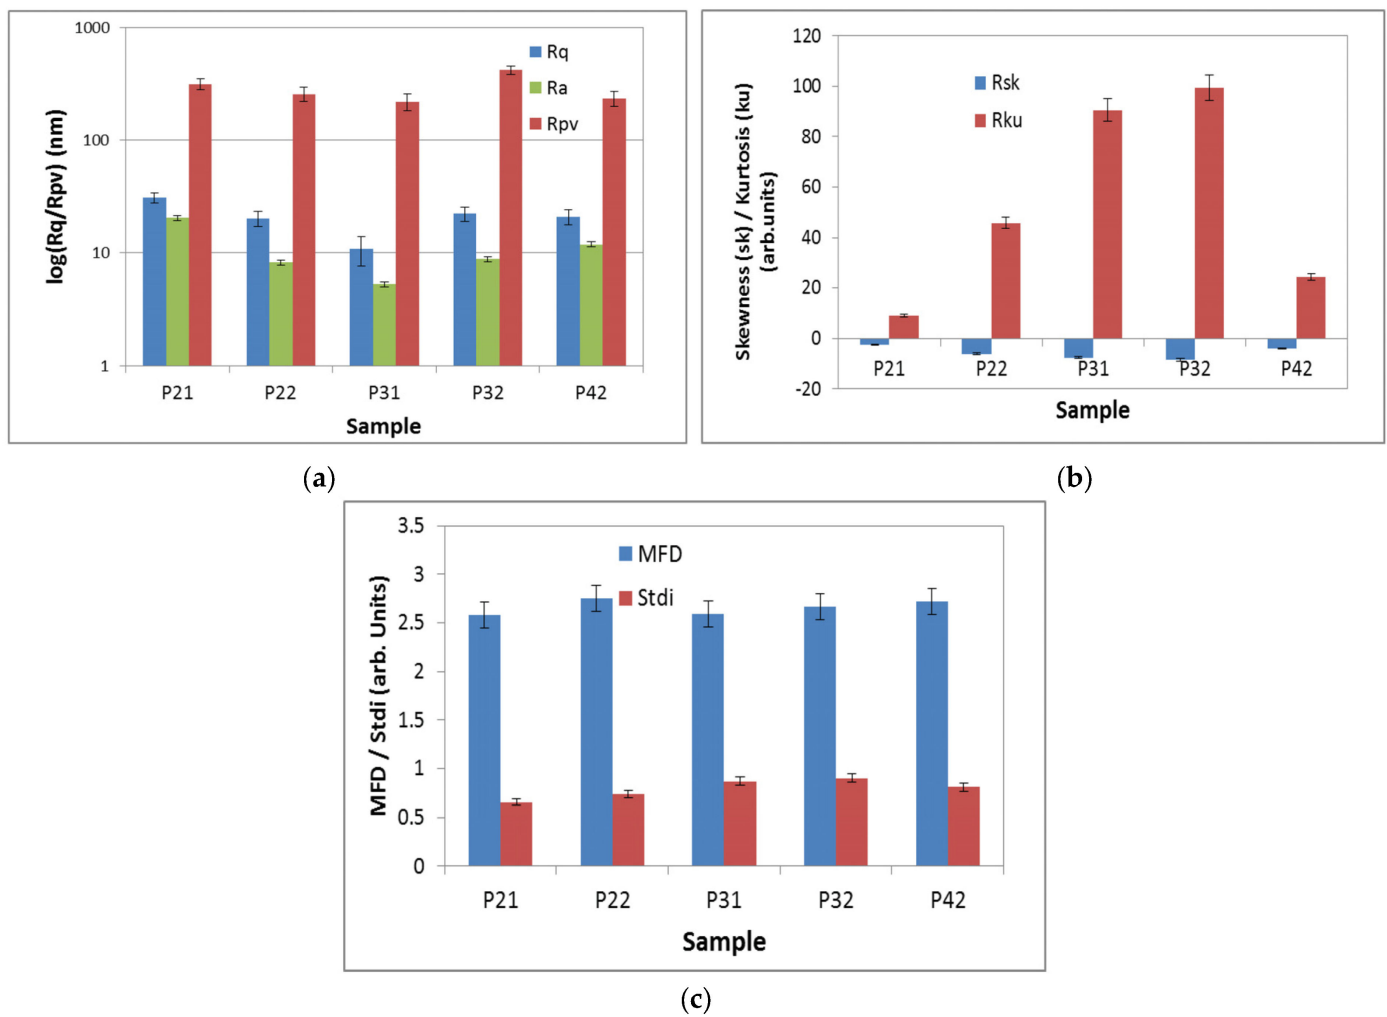 1000
100
10
1
log(Rq/Rpv) (nm)
Rq
Ra
Rpv
P21 P22 P31 P32 P42
Sample
(a)
120
100
80
60
40
20
0
-20
Skewness (sk) / Kurtosis (ku)
(arb.units)
Rsk
Rku
P21 P22 P31 P32 P42
Sample
(b)
3.5
3
2.5
2
1.5
1
0.5
0
MFD / Stdi (arb. Units)
MFD
Stdi
P21 P22 P31 P32 P42
Sample
(c)